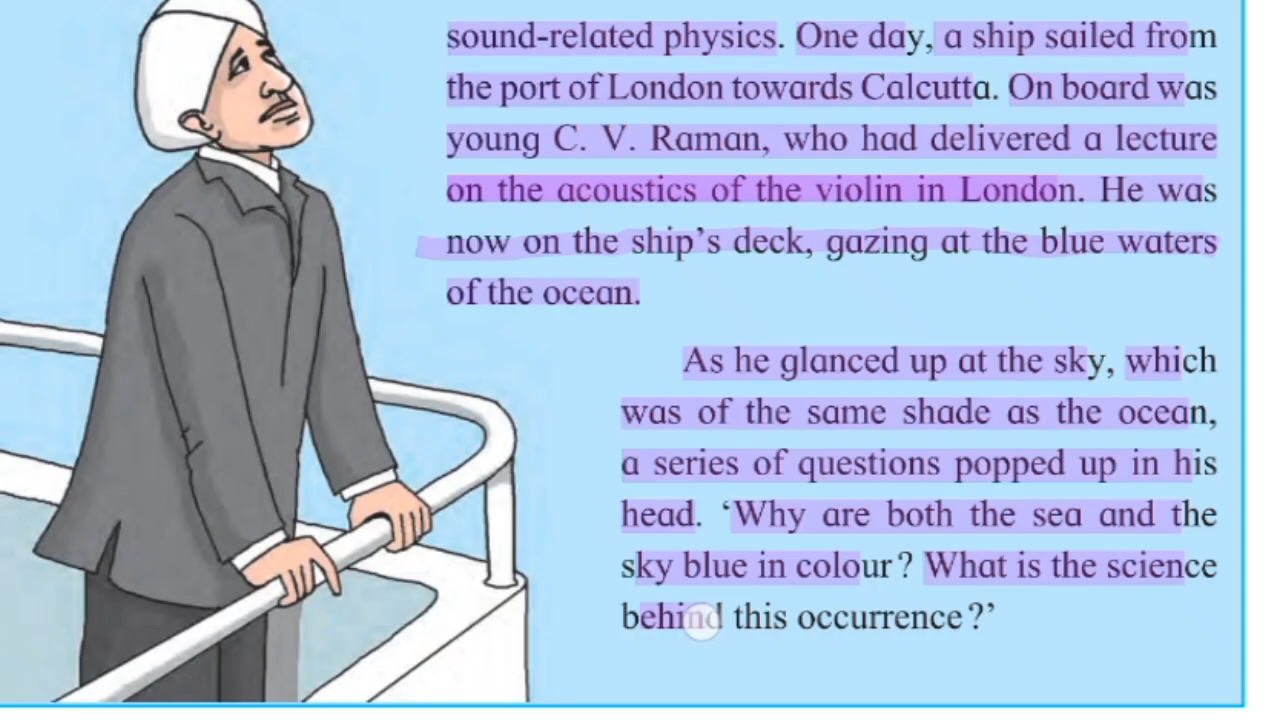 sound-related physics. One day, a ship sailed from
the port of London towards Calcutta. On board was
young C. V. Raman, who had delivered a lecture
on the acoustics of the violin in London. He was
now on the ship’s deck, gazing at the blue waters
of the ocean.
As he glanced up at the sky, which
was of the same shade as the ocean,
a series of questions popped up in his
head. ‘Why are both the sea and the
sky blue in colour? What is the science
behind this occurrence?’